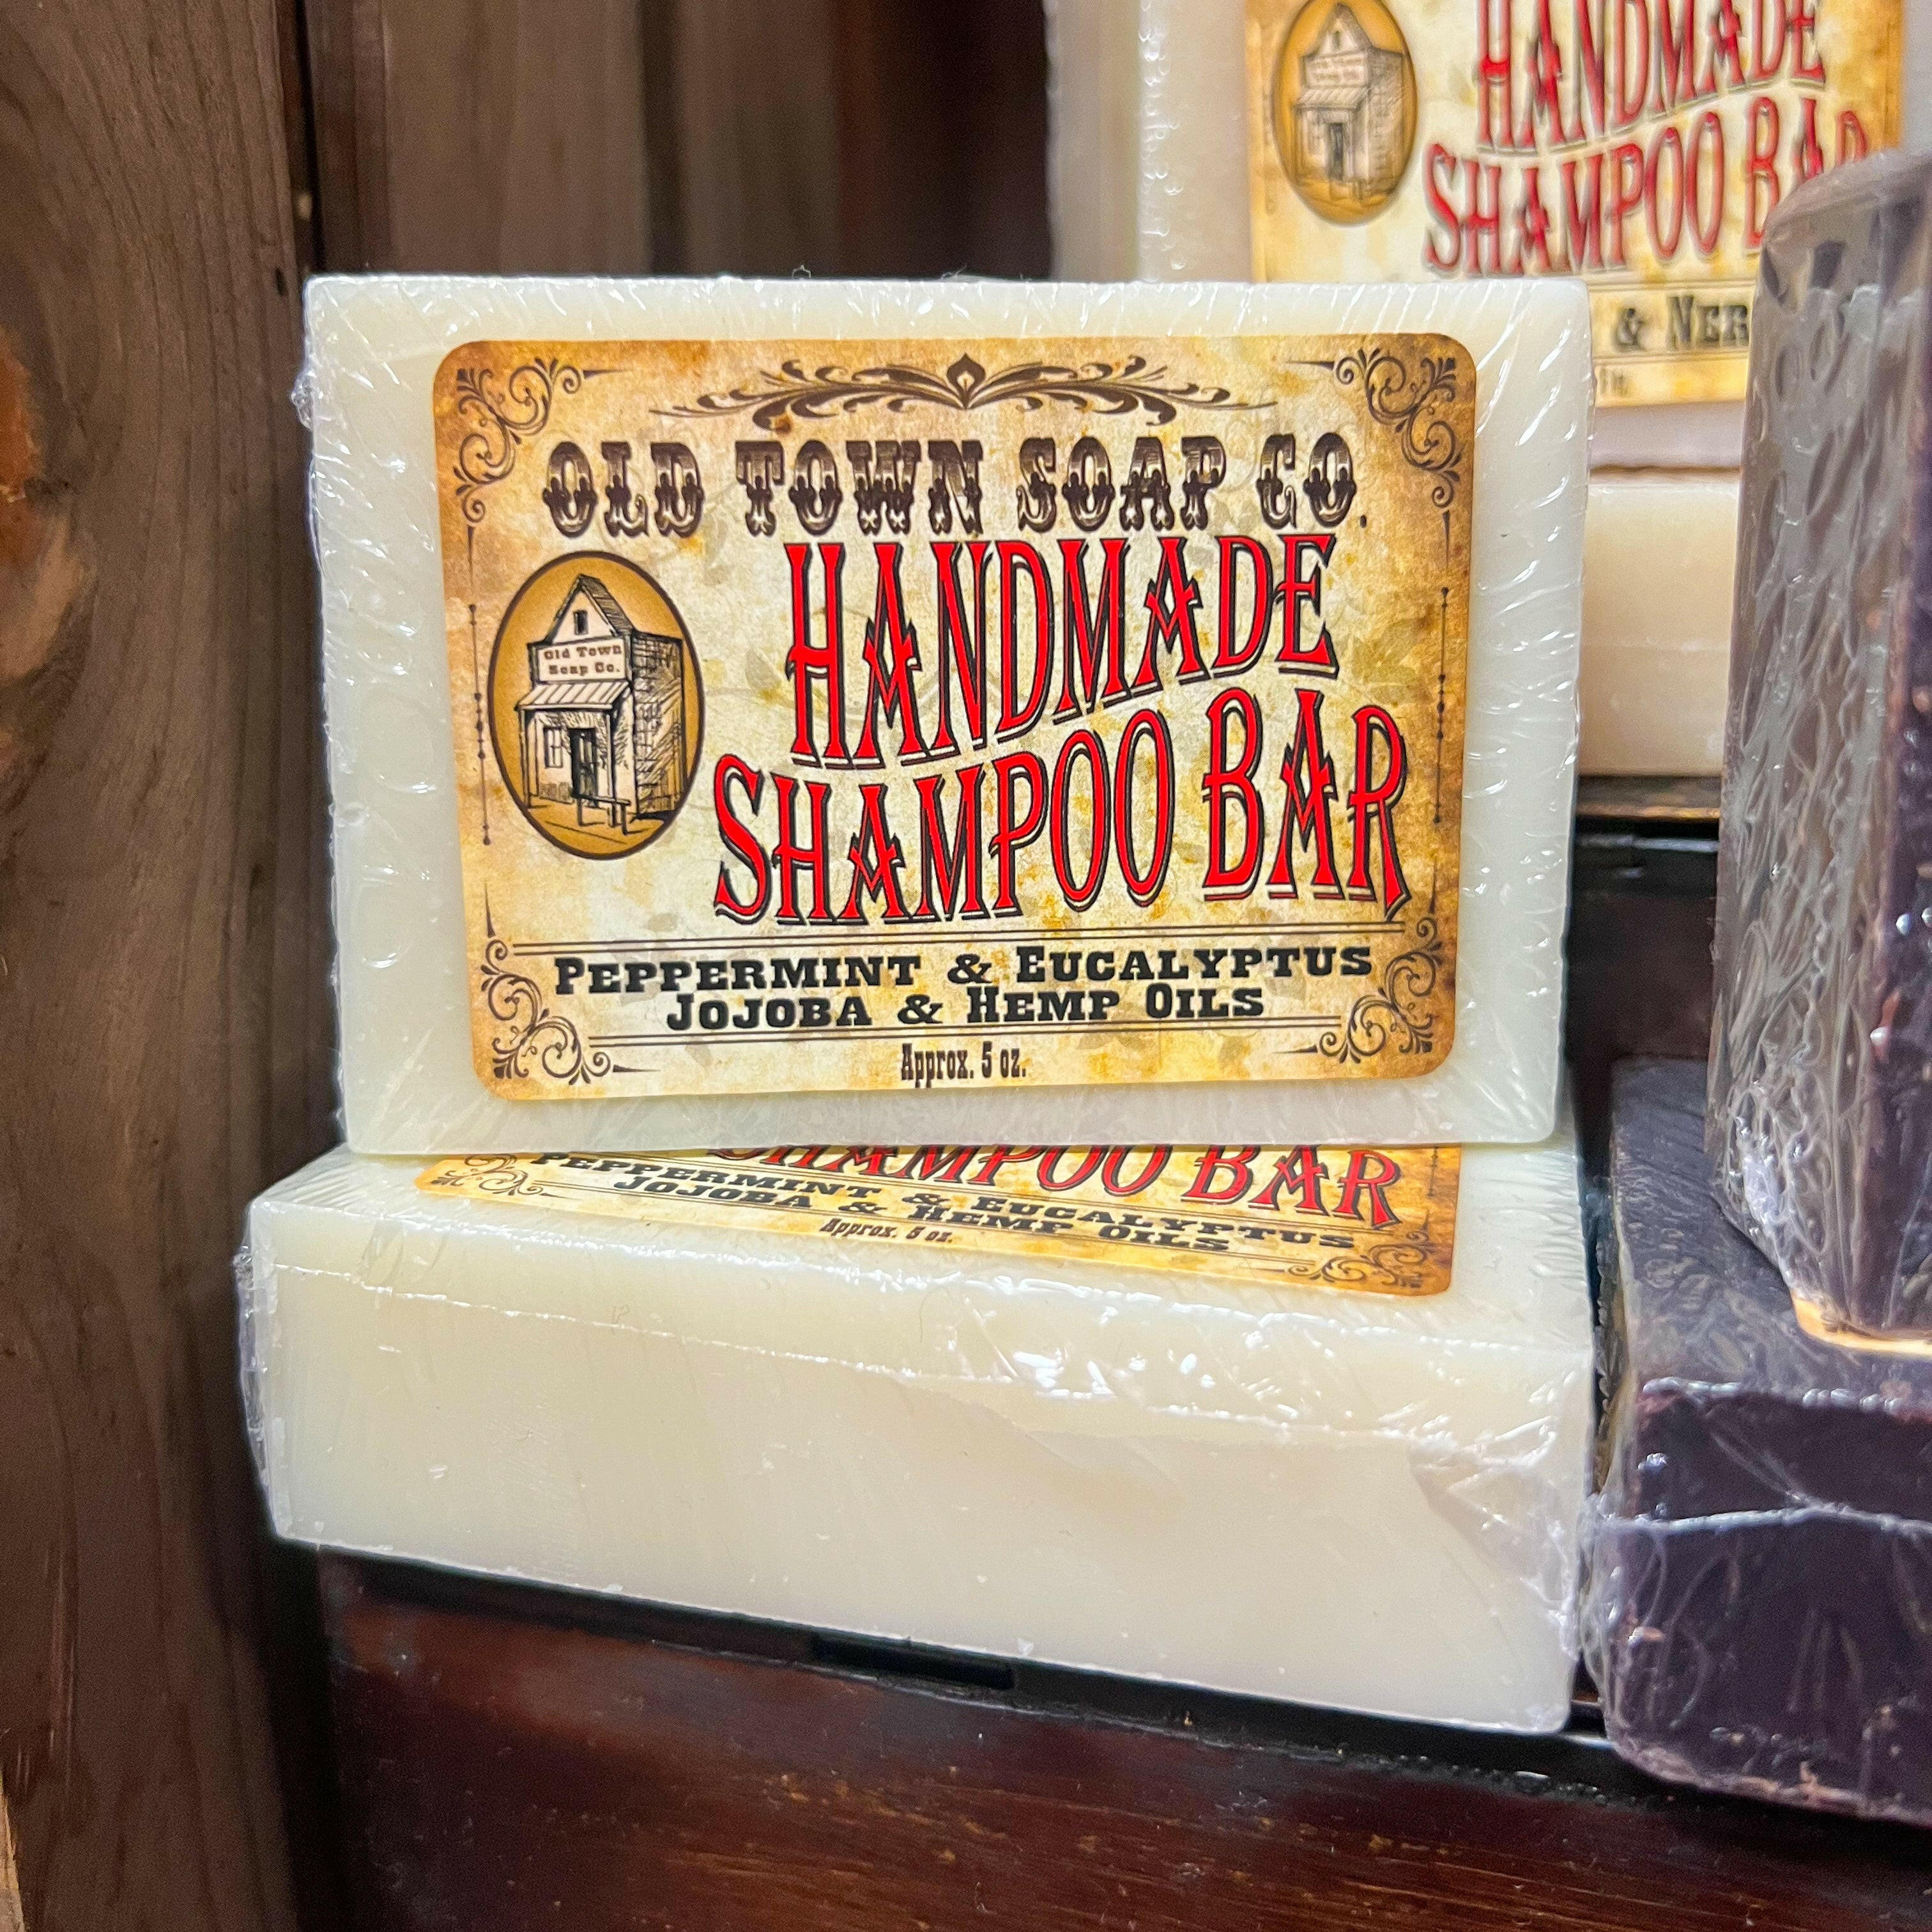 OLD TOWN SOAP CO.
HANDMADE
SHAMPOO BAR
Old Town
Soap Co.
PEPPERMINT & EUCALYPTUS
JOJOBA & HEMP OILS
Approx. 5 oz.
HANDMADE
SHAMPOO BAR
&
SHAMPOO BAR
PEPPERMINT & EUCALYPTUS
JOJOBA & HEMP OILS
Approx. 5 oz.